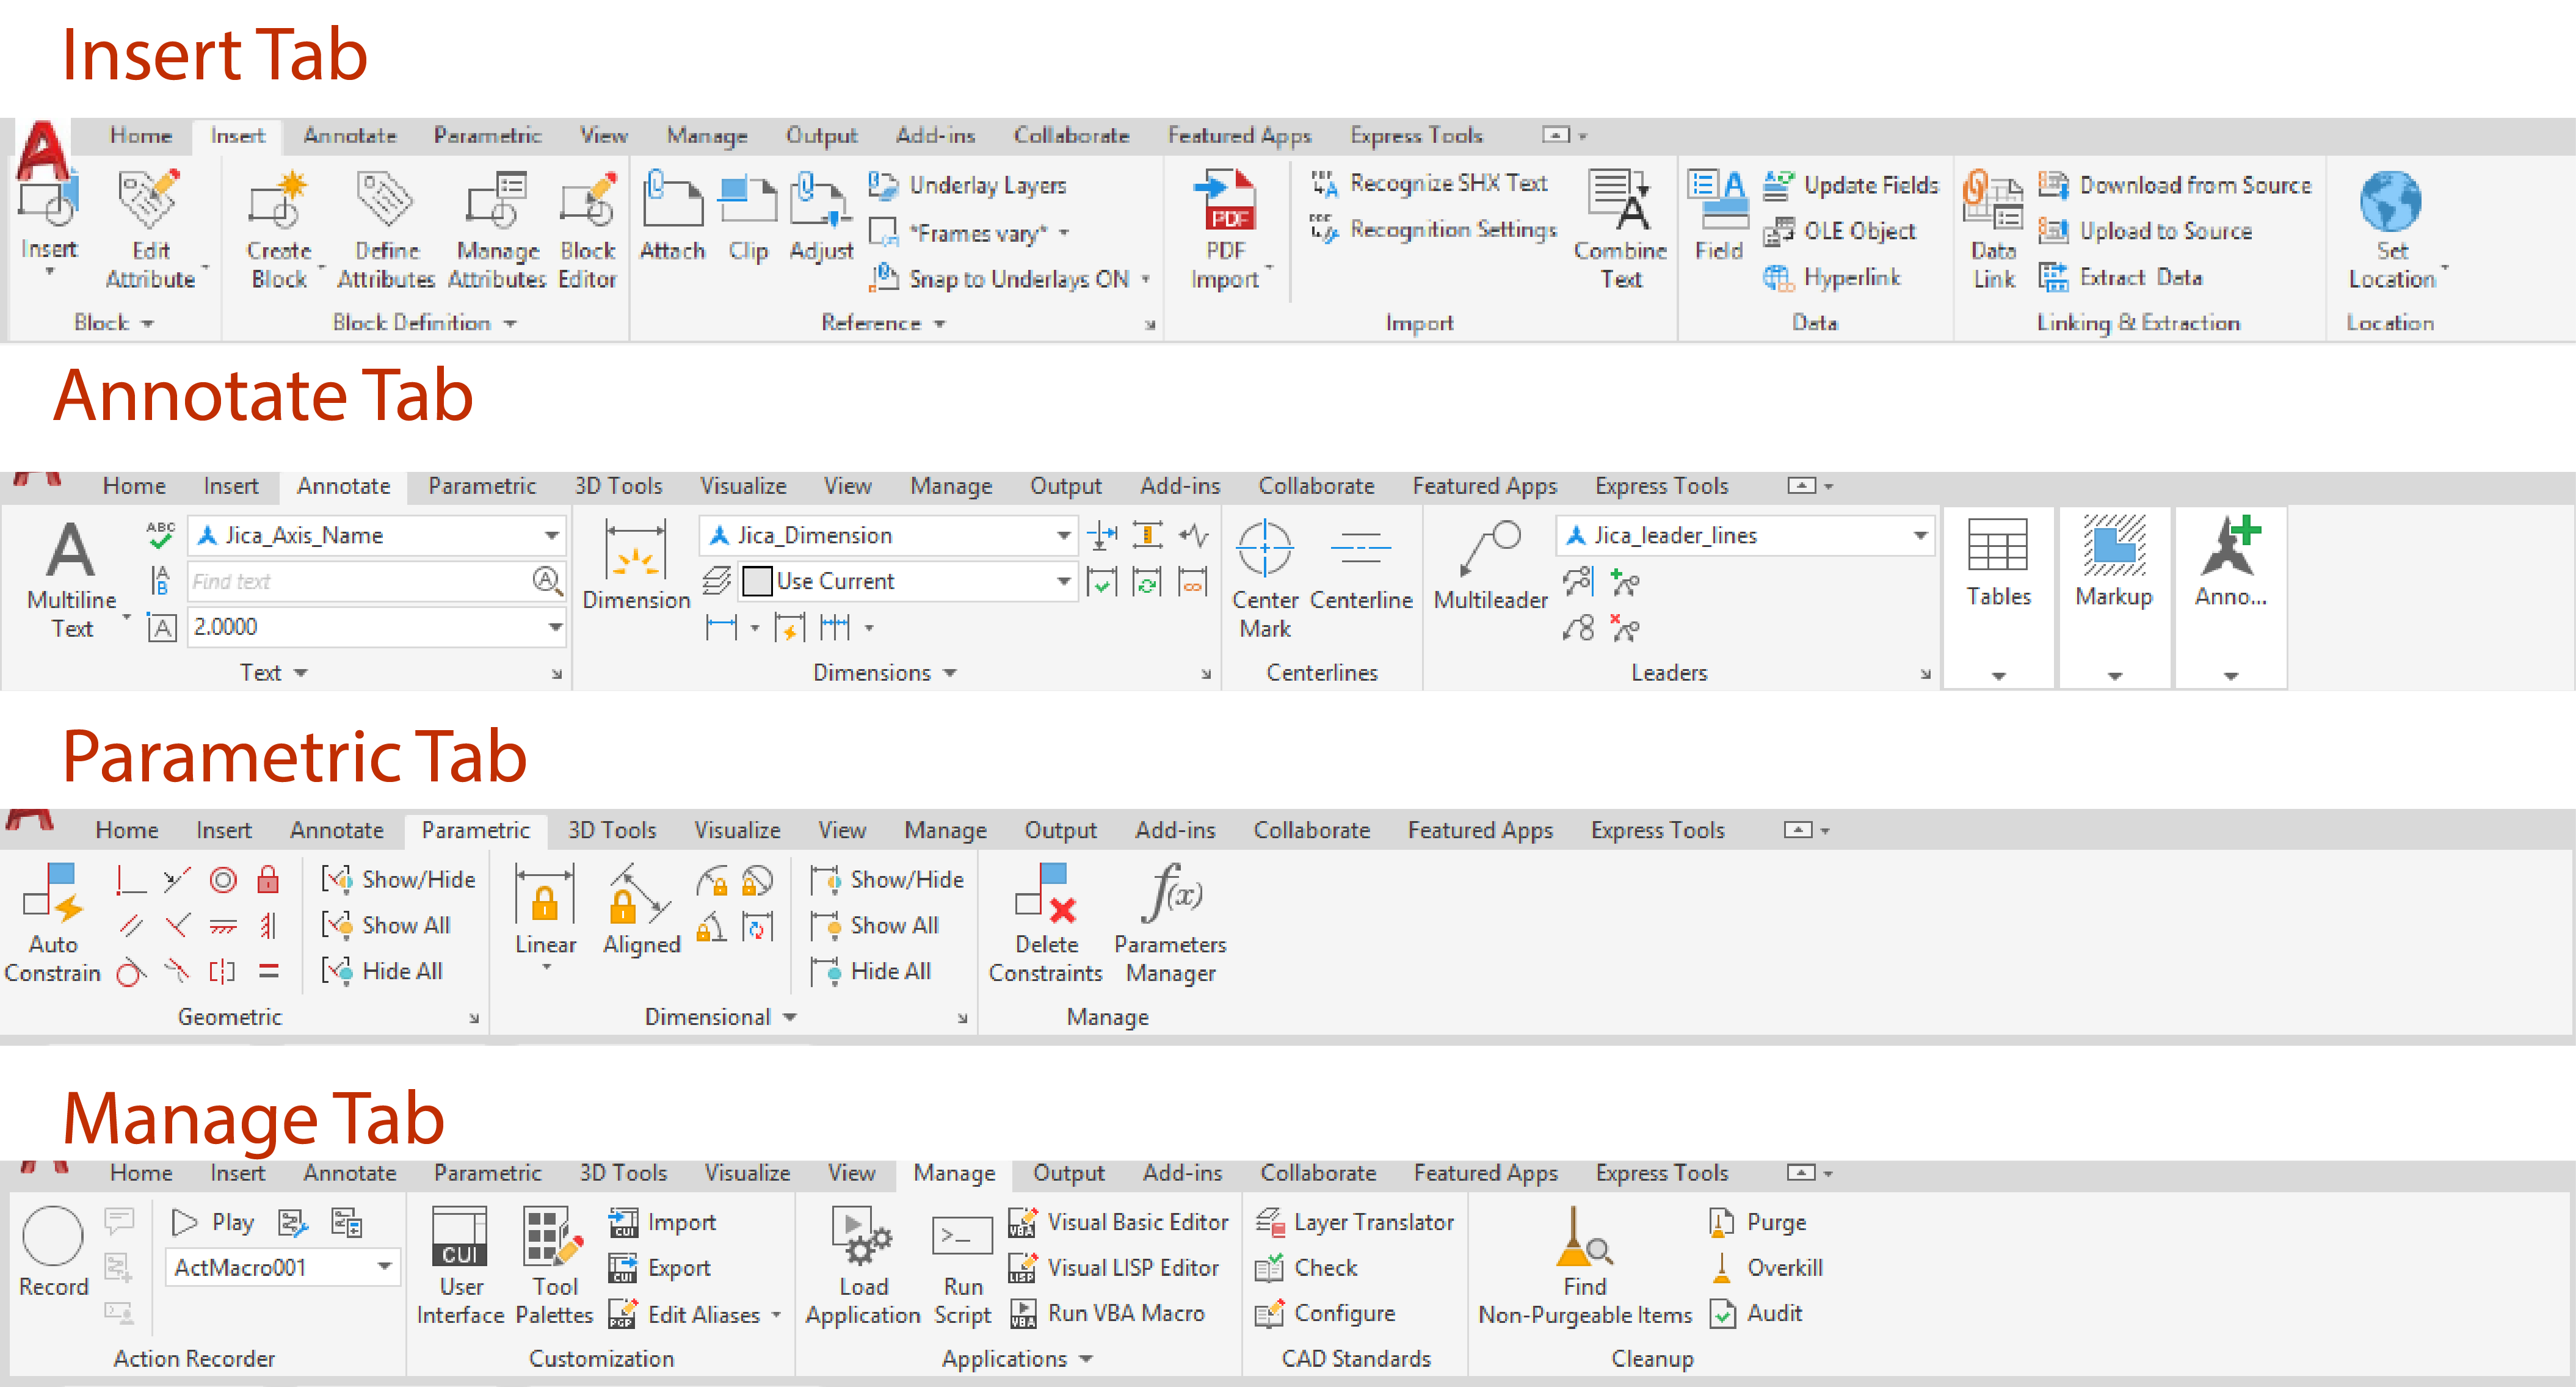 Insert Tab
Home Insert Annotate Parametric View Manage Output Add-ins Collaborate Featured Apps Express Tools
Insert
Edit Attribute
Create Block
Define Attributes
Manage Attributes
Block Editor
Attach
Clip
Adjust
Underlay Layers
*Frames vary*
Snap to Underlays ON
PDF
PDF Import
Recognize SHX Text
Recognition Settings
Combine Text
Field
Update Fields
OLE Object
Hyperlink
Data Link
Download from Source
Upload to Source
Extract Data
Set Location
Block
Block Definition
Reference
Import
Data
Linking & Extraction
Location
Annotate Tab
Home Insert Annotate Parametric 3D Tools Visualize View Manage Output Add-ins Collaborate Featured Apps Express Tools
Multiline Text
ABC
Jica_Axis_Name
Find text
2.0000
Dimension
Jica_Dimension
Use Current
Center Mark
Centerline
Multileader
Jica_leader_lines
Tables
Markup
Anno...
Text
Dimensions
Centerlines
Leaders
Parametric Tab
Home Insert Annotate Parametric 3D Tools Visualize View Manage Output Add-ins Collaborate Featured Apps Express Tools
Auto Constrain
Show/Hide
Show All
Hide All
Linear
Aligned
Show/Hide
Show All
Hide All
Delete Constraints
f(x)
Parameters Manager
Geometric
Dimensional
Manage
Manage Tab
Home Insert Annotate Parametric 3D Tools Visualize View Manage Output Add-ins Collaborate Featured Apps Express Tools
Record
Play
ActMacro001
CUI
User Interface
Tool Palettes
CUI
Import
CUI
Export
PGP
Edit Aliases
Load Application
Run Script
VBA
Visual Basic Editor
LISP
Visual LISP Editor
VBA
Run VBA Macro
Layer Translator
Check
Configure
Find Non-Purgeable Items
Purge
Overkill
Audit
Action Recorder
Customization
Applications
CAD Standards
Cleanup